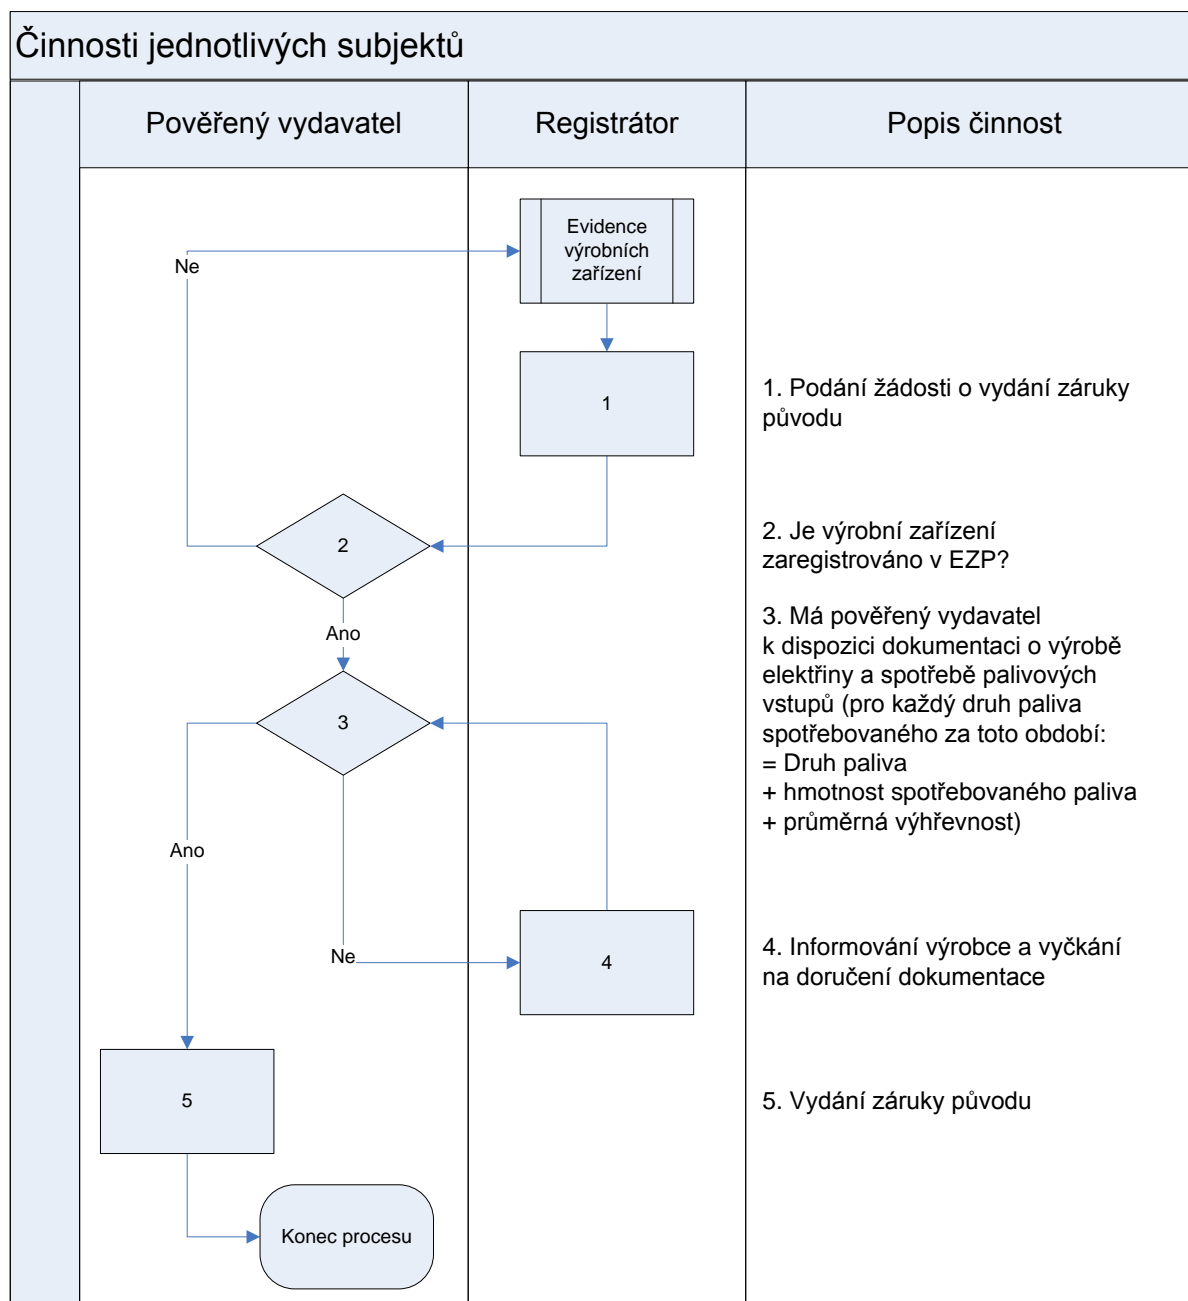 Činnosti jednotlivých subjektů
Pověřený vydavatel
Registrátor
Popis činnost
Evidence
výrobních
zařízení
Ne
1
1. Podání žádosti o vydání záruky
původu
2
2. Je výrobní zařízení
zaregistrováno v EZP?
Ano
3
3. Má pověřený vydavatel
k dispozici dokumentaci o výrobě
elektřiny a spotřebě palivových
vstupů (pro každý druh paliva
spotřebovaného za toto období:
= Druh paliva
+ hmotnost spotřebovaného paliva
+ průměrná výhřevnost)
Ano
Ne
4
4. Informování výrobce a vyčkání
na doručení dokumentace
5
5. Vydání záruky původu
Konec procesu